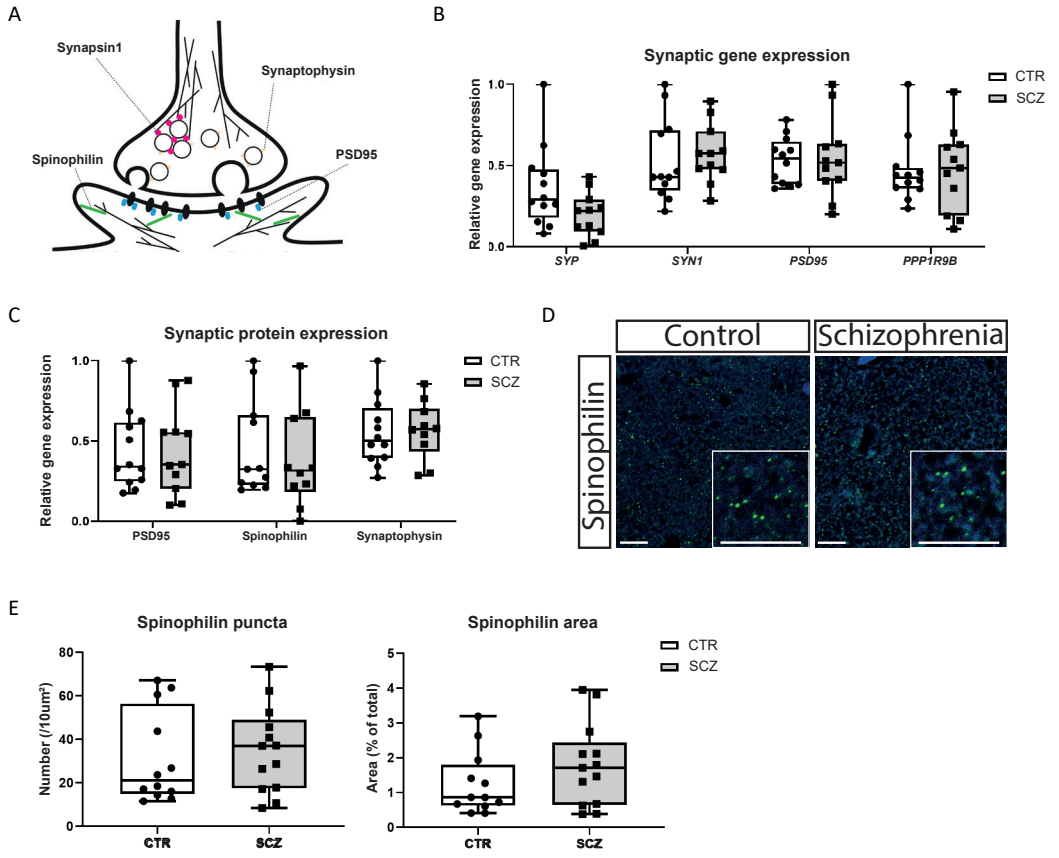 A
Synapsin1
Synaptophysin
Spinophilin
PSD95
B
Synaptic gene expression
CTR
SCZ
Relative gene expression
1.0
0.5
0.0
SYP
SYN1
PSD95
PPP1R9B
C
Synaptic protein expression
CTR
SCZ
Relative gene expression
1.0
0.5
0.0
PSD95
Spinophilin
Synaptophysin
D
Control
Schizophrenia
Spinophilin
E
Spinophilin puncta
Number (/10um²)
80
60
40
20
0
CTR
SCZ
Spinophilin area
CTR
SCZ
Area (% of total)
5
4
3
2
1
0
CTR
SCZ